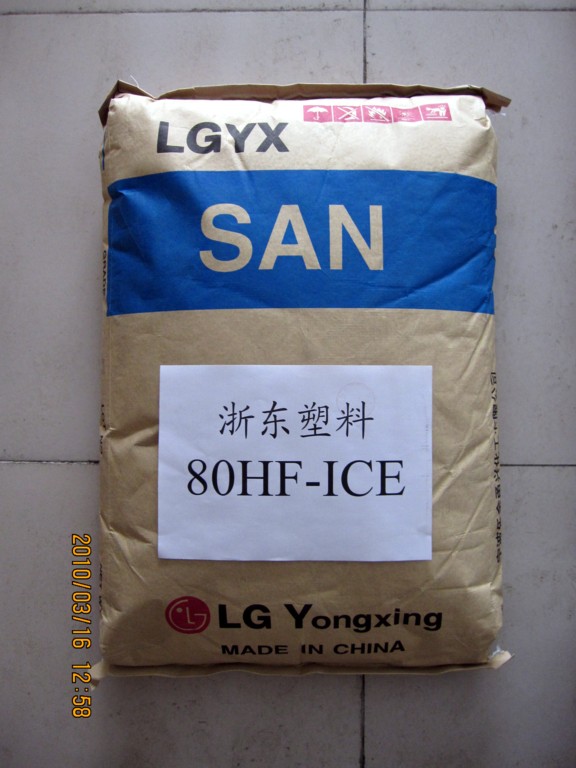 LGYX
SAN
浙东塑料
80HF-ICE
LG Yongxing
MADE IN CHINA
2010/03/16 12:58